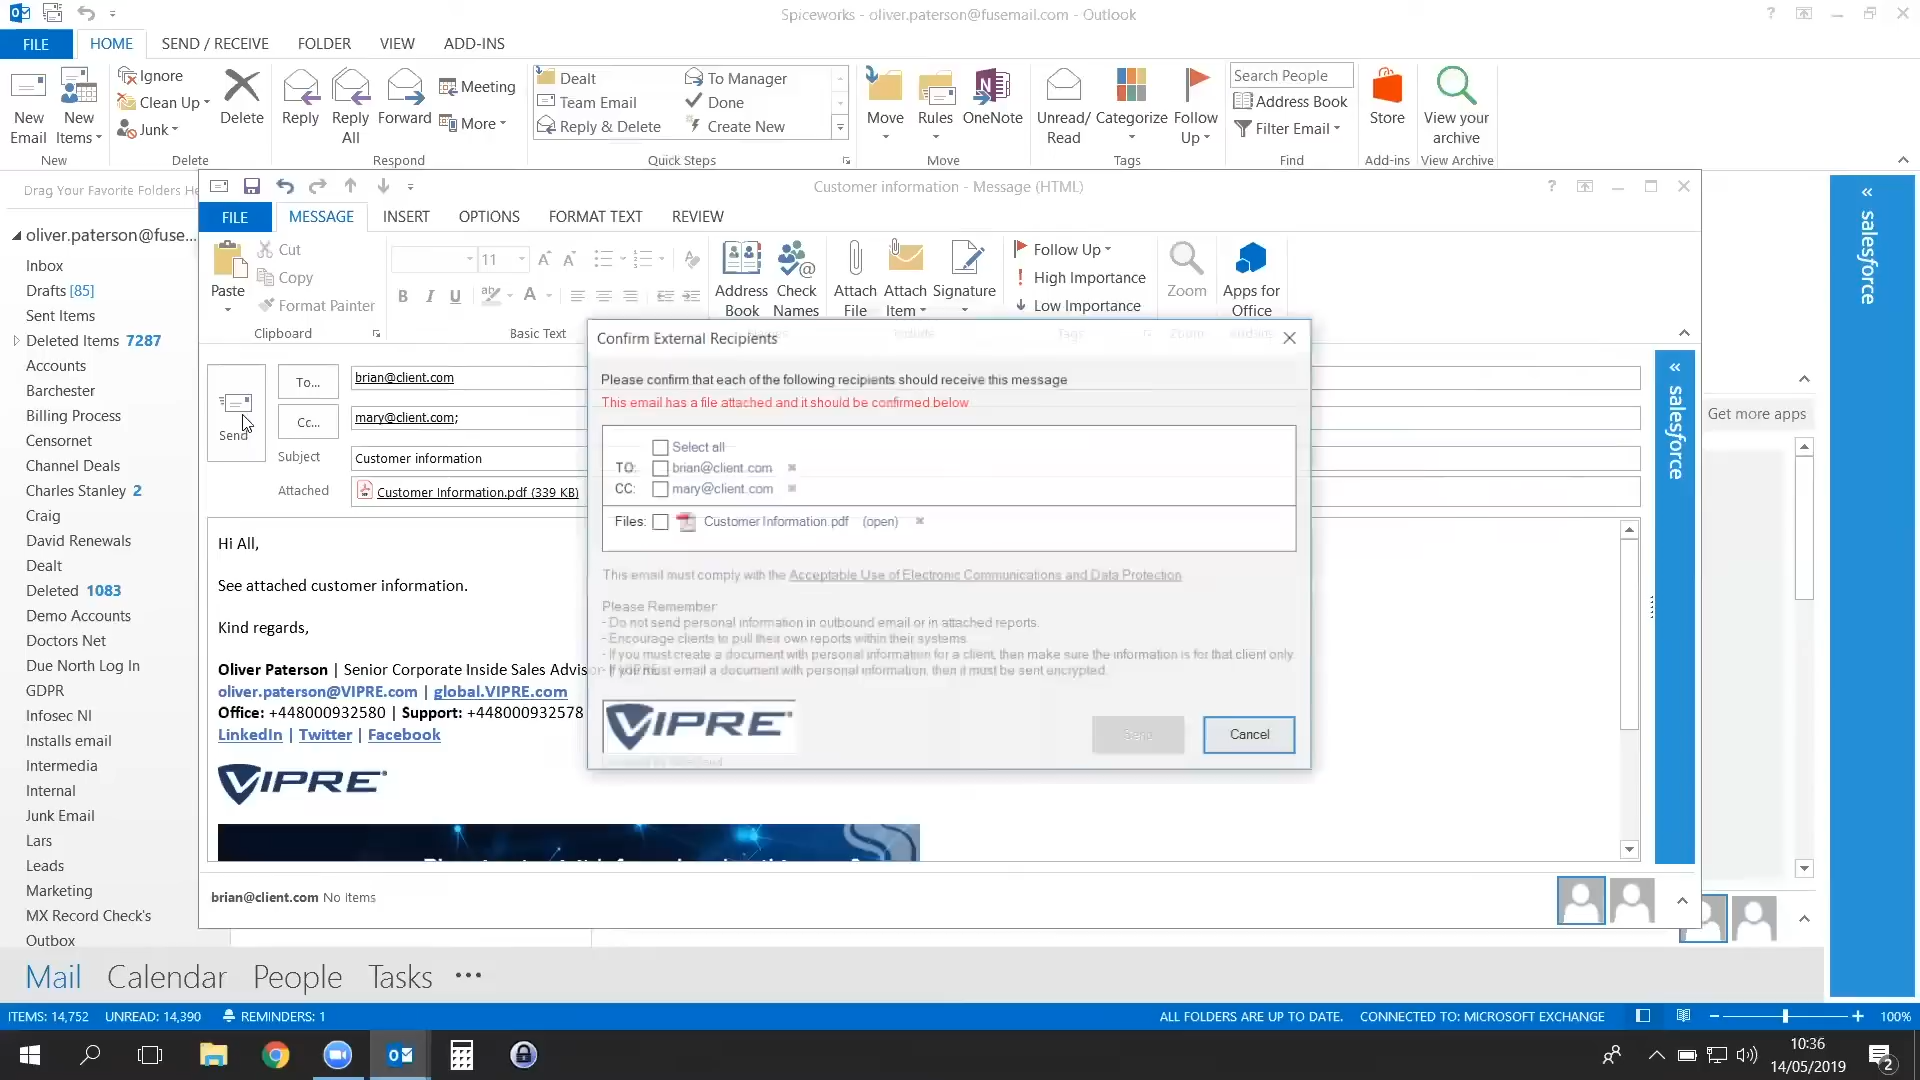 Spiceworks - oliver.paterson@fusemail.com - Outlook
FILE HOME SEND / RECEIVE FOLDER VIEW ADD-INS
New Email
New Items
New
Ignore
Clean Up
Junk
Delete
Delete
Reply
Reply All
Forward
Meeting
More
Respond
Dealt
Team Email
Reply & Delete
To Manager
Done
Create New
Quick Steps
Move
Rules
OneNote
Move
Unread/ Read
Categorize
Follow Up
Tags
Search People
Address Book
Filter Email
Find
Store
Add-ins
View your archive
View Archive
Drag Your Favorite Folders He
oliver.paterson@fuse...
Inbox
Drafts [85]
Sent Items
Deleted Items 7287
Accounts
Barchester
Billing Process
Censornet
Channel Deals
Charles Stanley 2
Craig
David Renewals
Dealt
Deleted 1083
Demo Accounts
Doctors Net
Due North Log In
GDPR
Infosec NI
Installs email
Intermedia
Internal
Junk Email
Lars
Leads
Marketing
MX Record Check's
Outbox
Customer information - Message (HTML)
FILE MESSAGE INSERT OPTIONS FORMAT TEXT REVIEW
Paste
Cut
Copy
Format Painter
Clipboard
11
B I U
Basic Text
Address Book
Check Names
Attach File
Attach Item
Signature
Include
Follow Up
High Importance
Low Importance
Tags
Zoom
Zoom
Apps for Office
Send
To... brian@client.com
Cc... mary@client.com;
Subject Customer information
Attached Customer Information.pdf (339 KB)
Hi All,
See attached customer information.
Kind regards,
Oliver Paterson | Senior Corporate Inside Sales Advisor
oliver.paterson@VIPRE.com | global.VIPRE.com
Office: +448000932580 | Support: +448000932578
LinkedIn | Twitter | Facebook
VIPRE
brian@client.com No items
Confirm External Recipients
Please confirm that each of the following recipients should receive this message
This email has a file attached and it should be confirmed below
Select all
TO: brian@client.com
CC: mary@client.com
Files: Customer Information.pdf (open)
This email must comply with the Acceptable Use of Electronic Communications and Data Protection
Please Remember
- Do not send personal information in outbound email or in attached reports.
- Encourage clients to pull their own reports within their systems.
- If you must create a document with personal information for a client, then make sure the information is for that client only.
- If you must email a document with personal information, then it must be sent encrypted.
VIPRE
Send
Cancel
salesforce
salesforce
Get more apps
Mail Calendar People Tasks
ITEMS: 14,752 UNREAD: 14,390 REMINDERS: 1
ALL FOLDERS ARE UP TO DATE. CONNECTED TO: MICROSOFT EXCHANGE 100%
10:36
14/05/2019
2